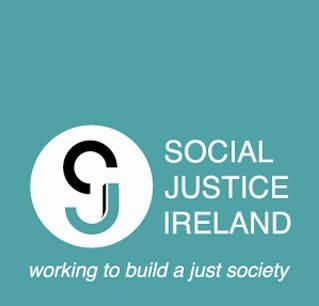 SOCIAL
JUSTICE
IRELAND
working to build a just society